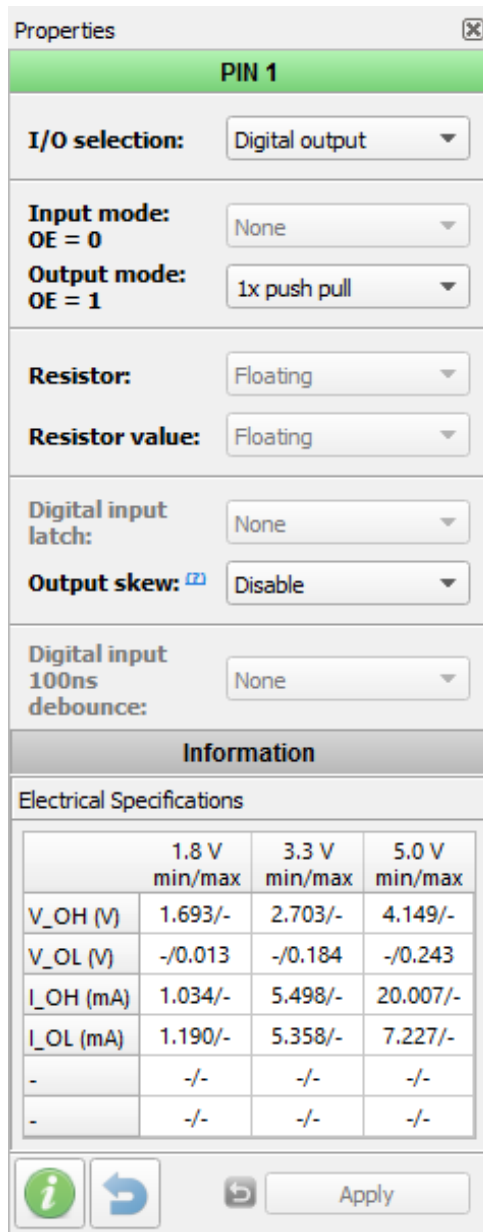 Properties
PIN 1
I/O selection: Digital output
Input mode:
OE = 0 None
Output mode:
OE = 1 1x push pull
Resistor: Floating
Resistor value: Floating
Digital input
latch: None
Output skew: [?] Disable
Digital input
100ns None
debounce:
Information
Electrical Specifications
1.8 V 3.3 V 5.0 V
min/max min/max min/max
V_OH (V) 1.693/- 2.703/- 4.149/-
V_OL (V) -/0.013 -/0.184 -/0.243
I_OH (mA) 1.034/- 5.498/- 20.007/-
I_OL (mA) 1.190/- 5.358/- 7.227/-
- -/- -/- -/-
- -/- -/- -/-
Apply